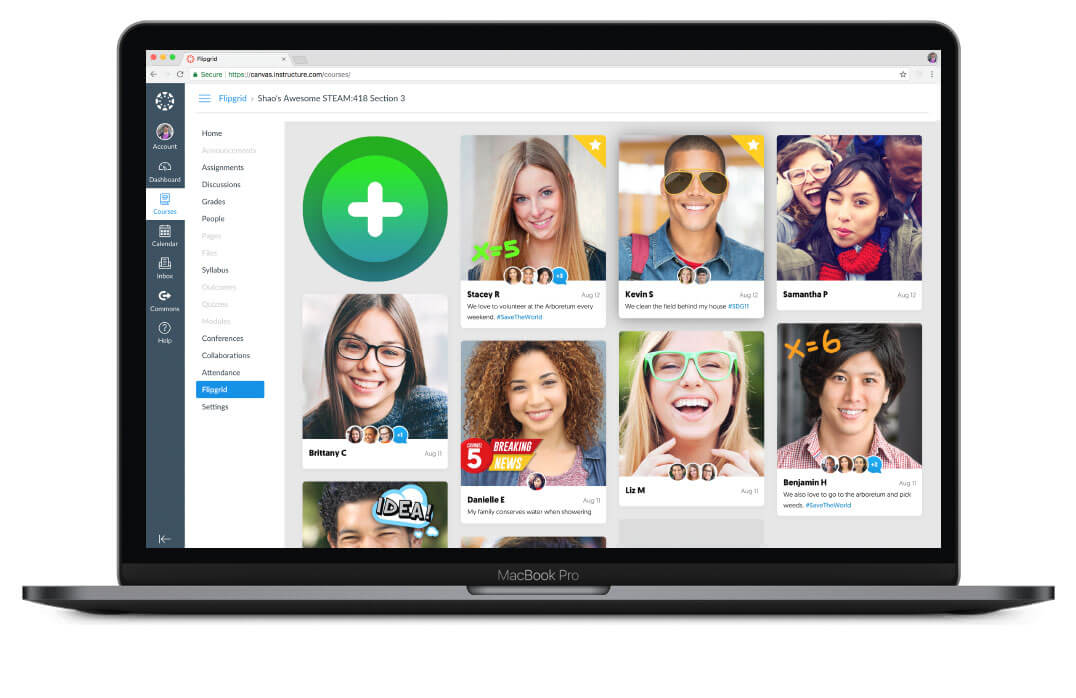 Flipgrid
Secure https://canvas.instructure.com/courses/
Flipgrid › Shao's Awesome STEAM:418 Section 3
Account
Dashboard
Courses
Calendar
Inbox
Commons
Help
Home
Announcements
Assignments
Discussions
Grades
People
Pages
Files
Syllabus
Outcomes
Quizzes
Modules
Conferences
Collaborations
Attendance
Flipgrid
Settings
x=5
+3
Stacey R Aug 12
We love to volunteer at the Arboretum every
weekend. #SaveTheWorld
Kevin S Aug 12
We clean the field behind my house #SDG11
Samantha P Aug 12
+1
Brittany C Aug 11
CHANNEL
5
BREAKING
NEWS
Danielle E Aug 11
My family conserves water when showering
Liz M Aug 11
x=6
+2
Benjamin H Aug 11
We also love to go to the arboretum and pick
weeds. #SaveTheWorld
IDEA!
MacBook Pro